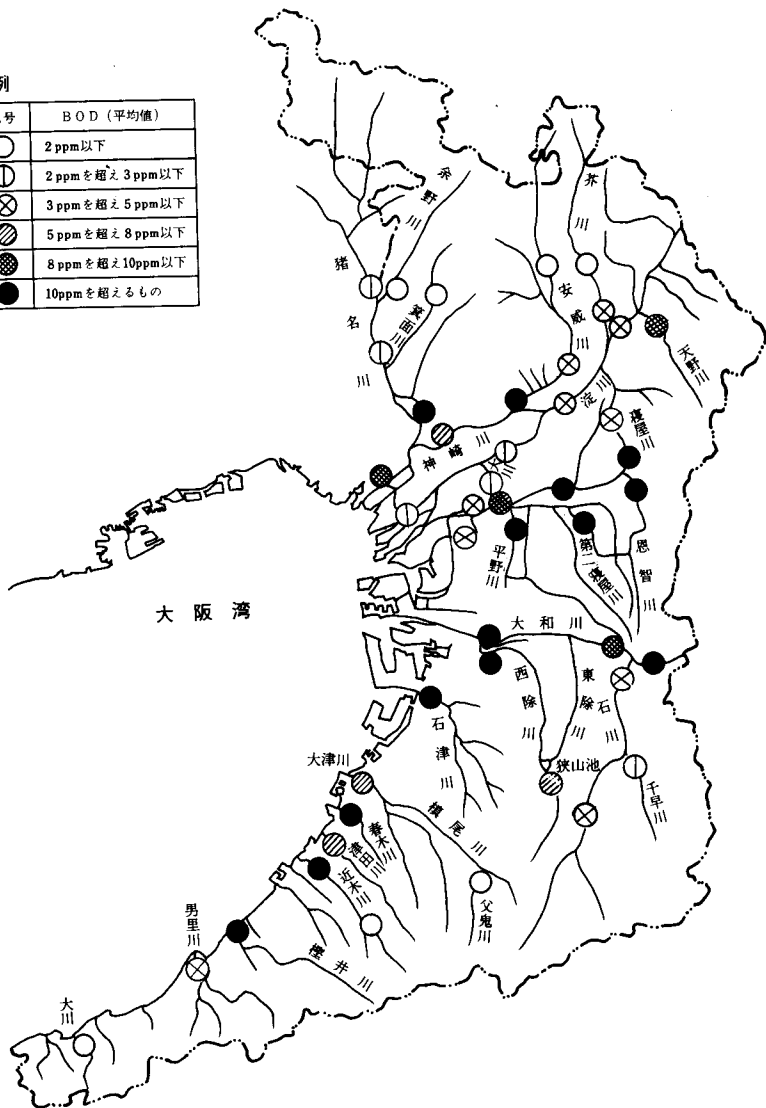 例
号 BOD(平均値)
2ppm以下
2ppmを超え3ppm以下
3ppmを超え5ppm以下
5ppmを超え8ppm以下
8ppmを超え10ppm以下
10ppmを超えるもの
余野川
芥川
猪名川
箕面川
安威川
天野川
淀川
寝屋川
神崎川
川
平野川
第二寝屋川
恩智川
大阪湾
大和川
西除川
東除川
石川
石津川
狭山池
千早川
大津川
槙尾川
春木川
津田川
近木川
父鬼川
男里川
樫井川
大川